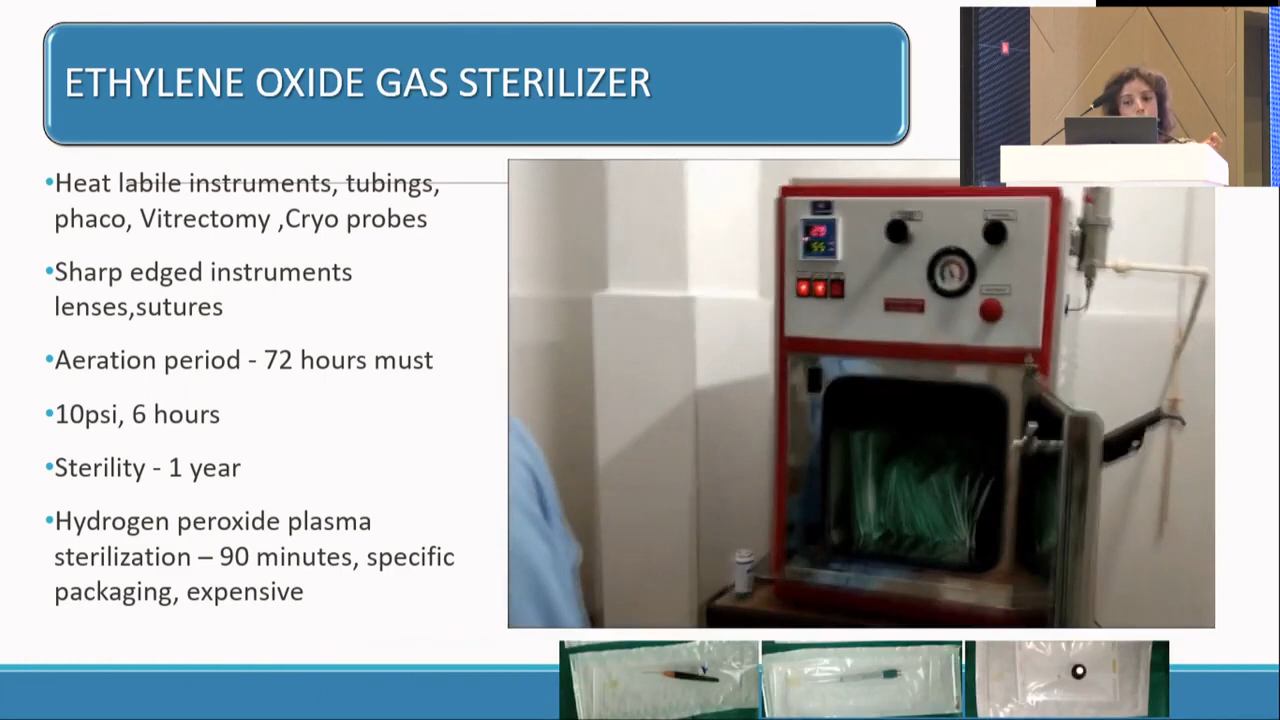 ETHYLENE OXIDE GAS STERILIZER
•Heat labile instruments, tubings,
phaco, Vitrectomy ,Cryo probes
•Sharp edged instruments
lenses,sutures
•Aeration period - 72 hours must
•10psi, 6 hours
•Sterility - 1 year
•Hydrogen peroxide plasma
sterilization – 90 minutes, specific
packaging, expensive